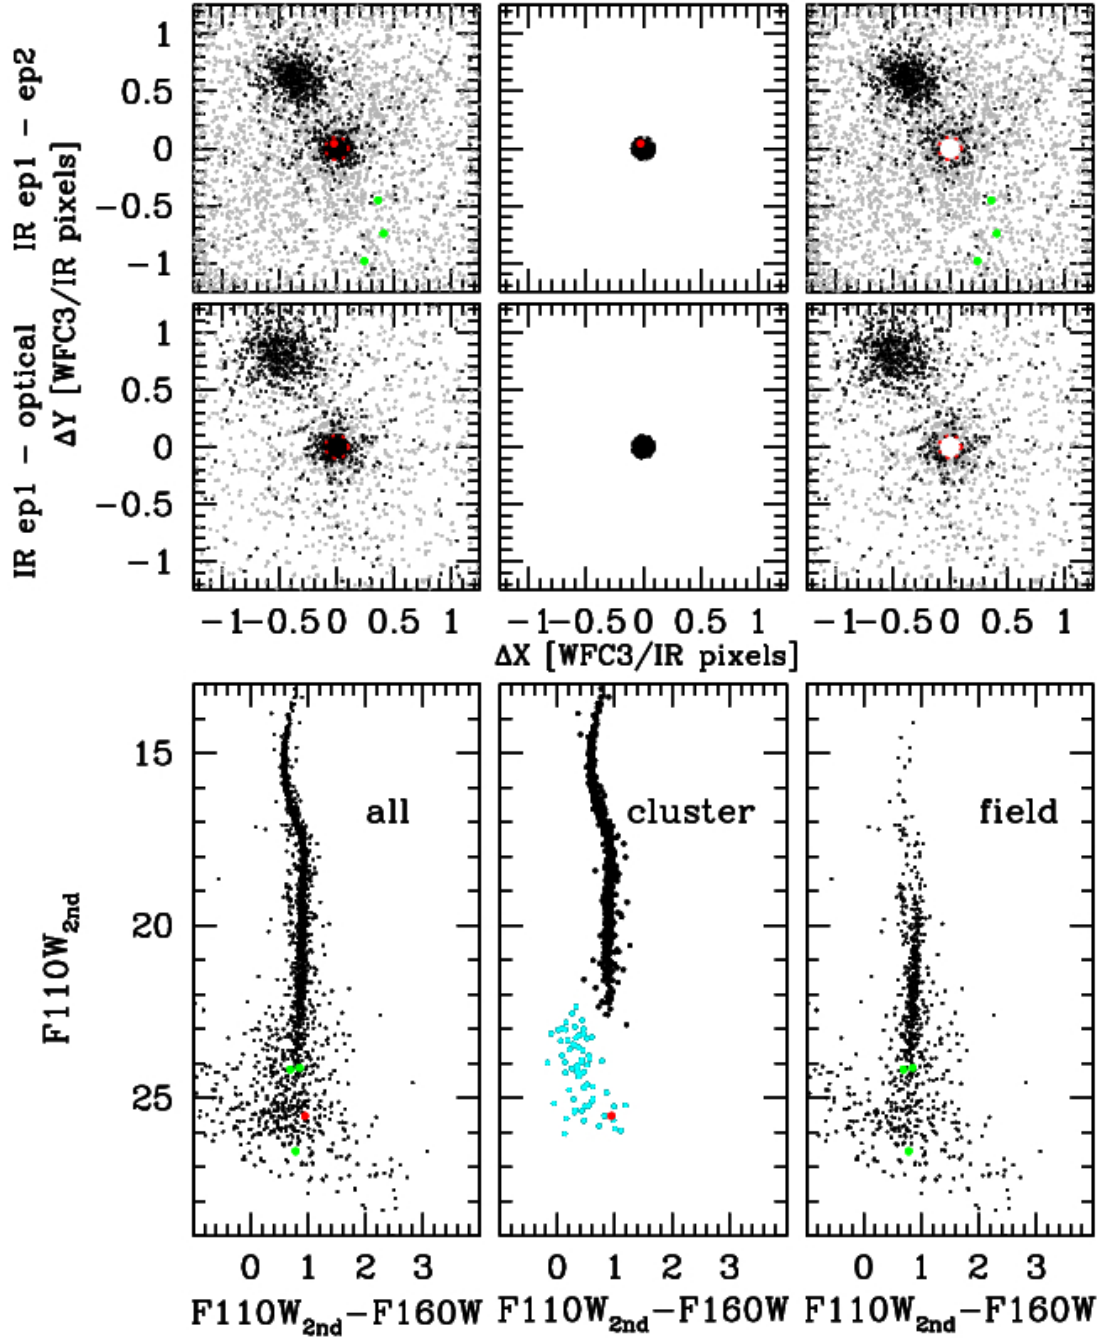 IR ep1 − ep2
1
0.5
0
−0.5
−1
IR ep1 − optical
ΔY [WFC3/IR pixels]
1
0.5
0
−0.5
−1
−1 −0.5 0 0.5 1
−1 −0.5 0 0.5 1
−1 −0.5 0 0.5 1
ΔX [WFC3/IR pixels]
F110W2nd
15
20
25
all
cluster
field
0 1 2 3
0 1 2 3
0 1 2 3
F110W2nd−F160W
F110W2nd−F160W
F110W2nd−F160W